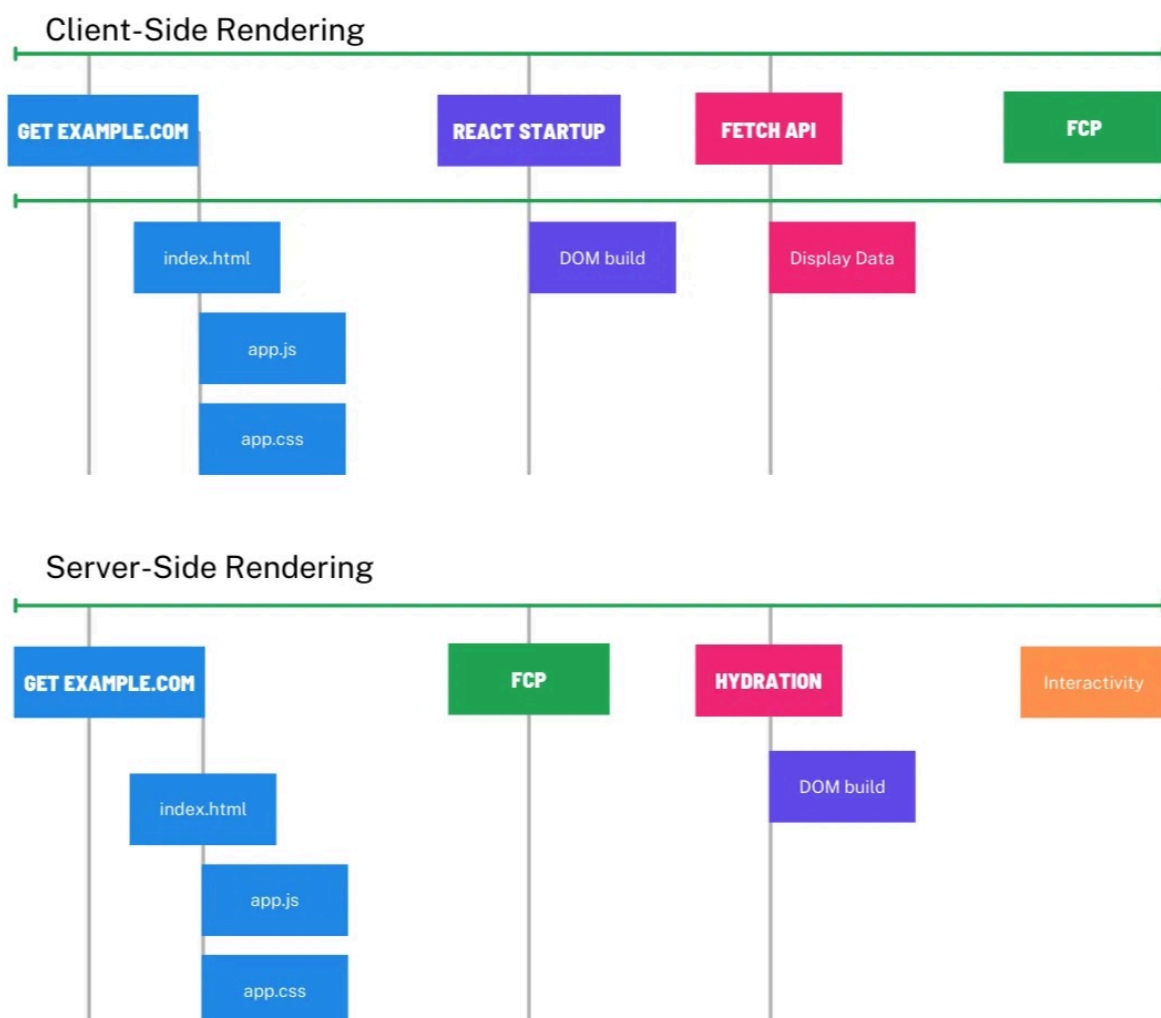 Client-Side Rendering
GET EXAMPLE.COM
REACT STARTUP
FETCH API
FCP
index.html
DOM build
Display Data
app.js
app.css
Server-Side Rendering
GET EXAMPLE.COM
FCP
HYDRATION
Interactivity
DOM build
index.html
app.js
app.css